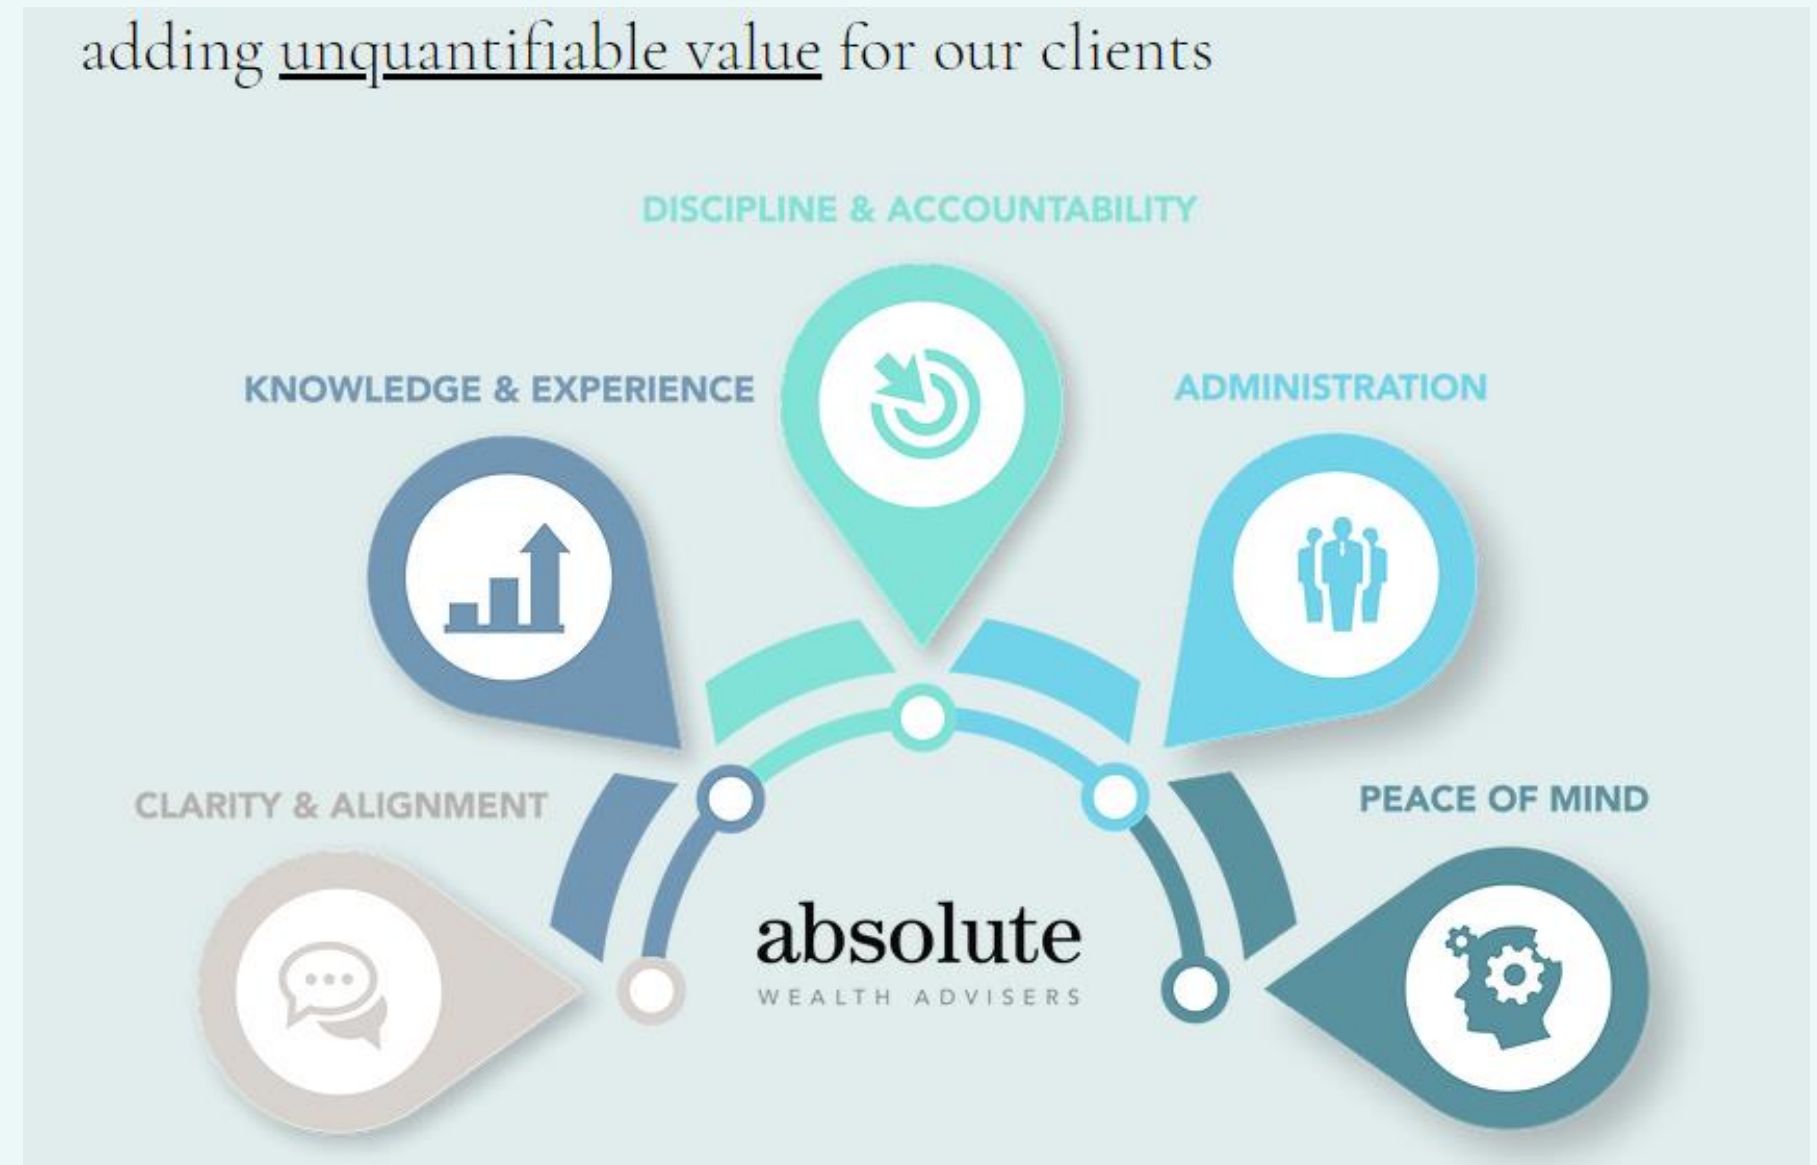 adding unquantifiable value for our clients
DISCIPLINE & ACCOUNTABILITY
KNOWLEDGE & EXPERIENCE
ADMINISTRATION
CLARITY & ALIGNMENT
PEACE OF MIND
absolute
WEALTH ADVISERS